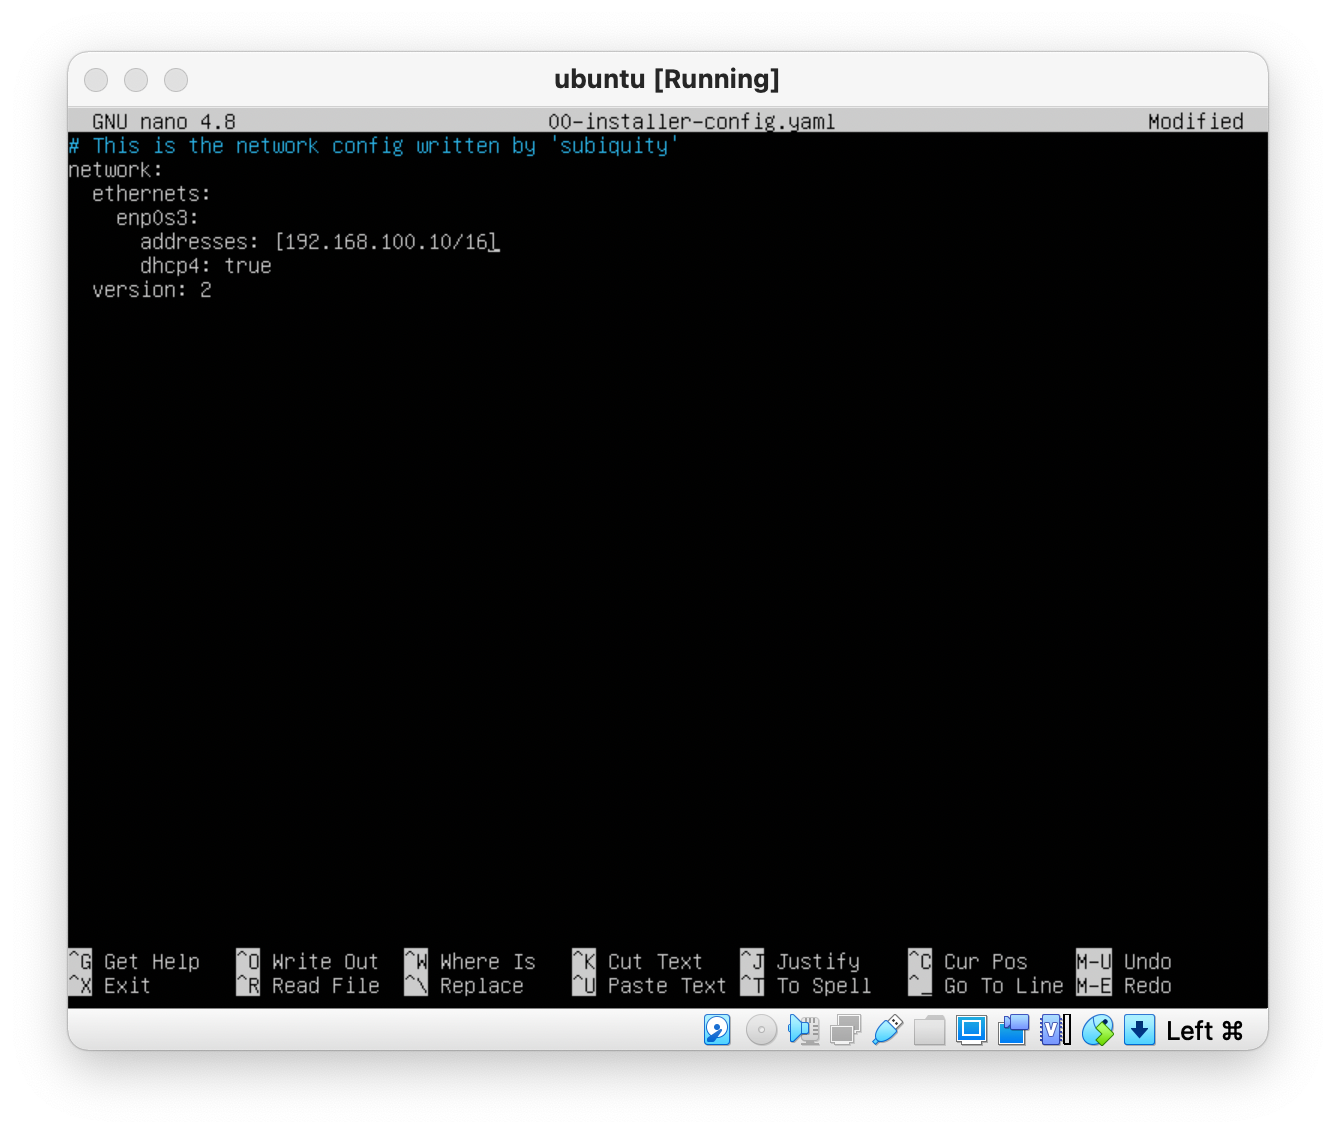 ubuntu [Running]
GNU nano 4.8 00-installer-config.yaml Modified
# This is the network config written by 'subiquity'
network:
  ethernets:
    enp0s3:
      addresses: [192.168.100.10/16]
      dhcp4: true
  version: 2
^G Get Help ^O Write Out ^W Where Is ^K Cut Text ^J Justify ^C Cur Pos M-U Undo
^X Exit ^R Read File ^\ Replace ^U Paste Text ^T To Spell ^_ Go To Line M-E Redo
Left ⌘